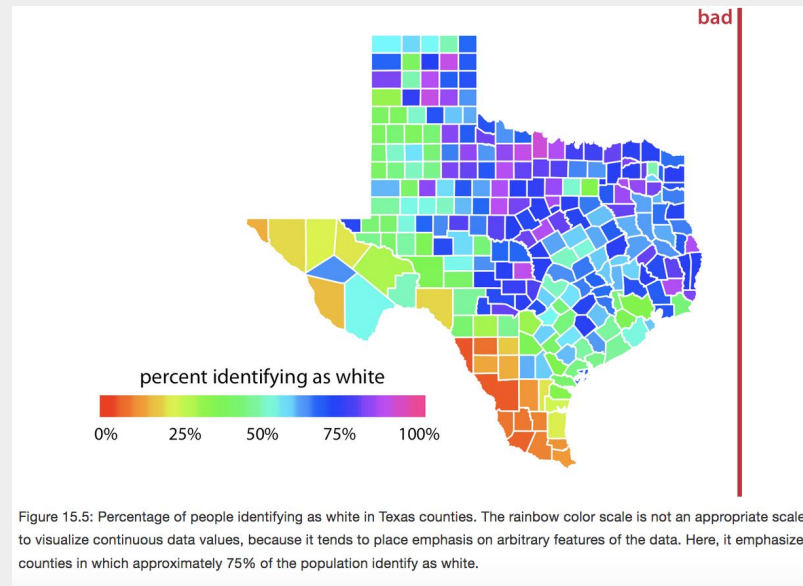 bad
percent identifying as white
0% 25% 50% 75% 100%
Figure 15.5: Percentage of people identifying as white in Texas counties. The rainbow color scale is not an appropriate scale
to visualize continuous data values, because it tends to place emphasis on arbitrary features of the data. Here, it emphasize
counties in which approximately 75% of the population identify as white.